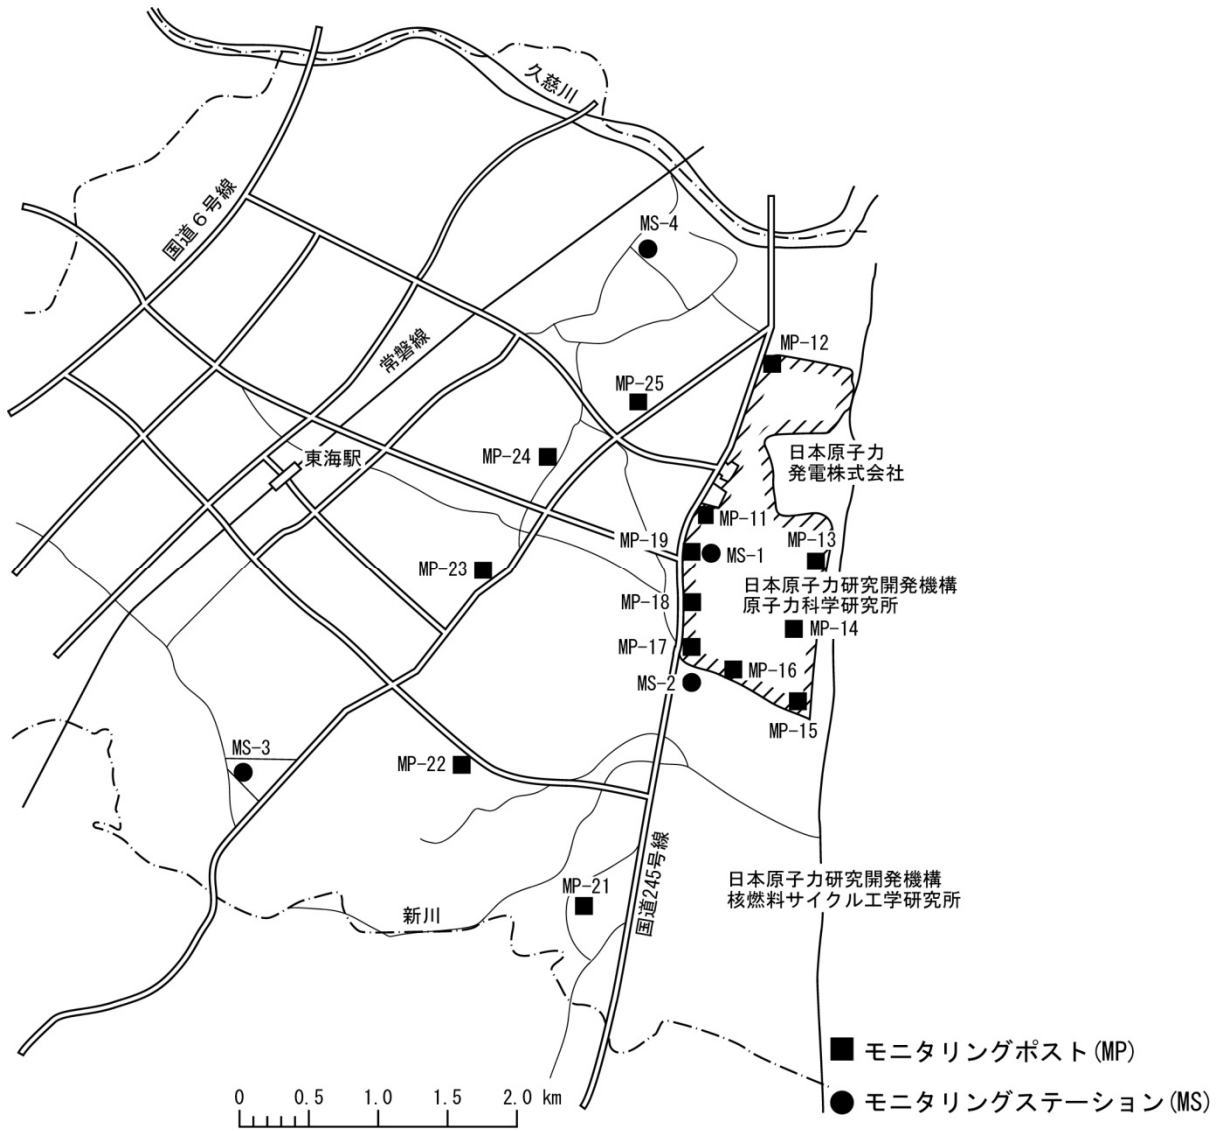 久慈川
国道6号線
MS-4
常磐線
MP-12
MP-25
日本原子力
発電株式会社
東海駅
MP-24
MP-11
MP-19
MS-1
MP-13
MP-23
日本原子力研究開発機構
原子力科学研究所
MP-18
MP-14
MP-17
MP-16
MS-2
MP-15
MS-3
MP-22
国道245号線
日本原子力研究開発機構
核燃料サイクル工学研究所
MP-21
新川
モニタリングポスト(MP)
モニタリングステーション(MS)
0 0.5 1.0 1.5 2.0 km